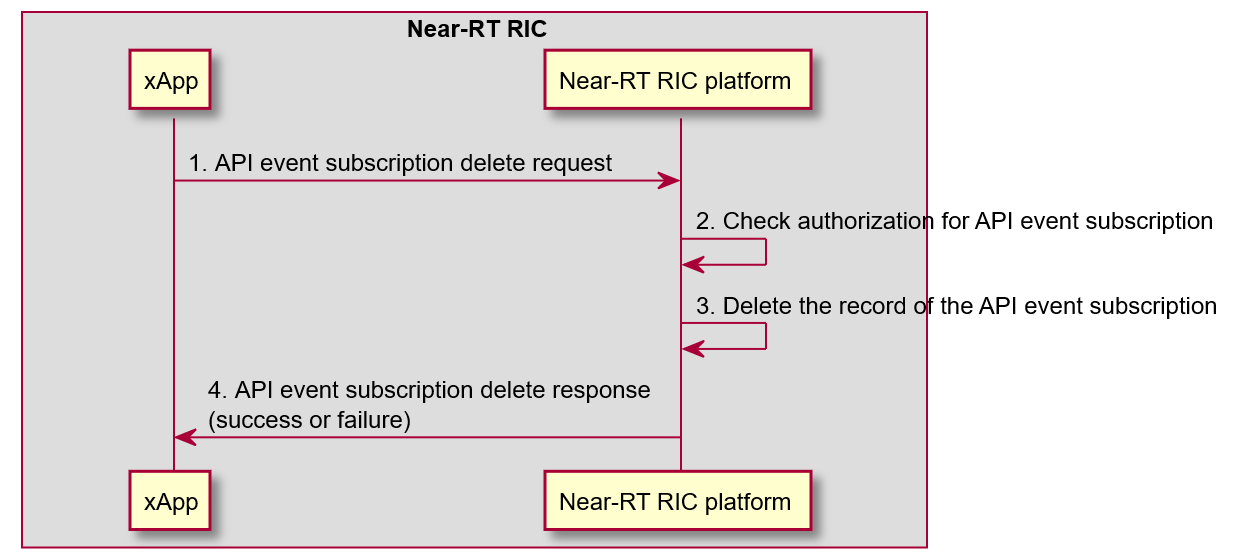 Near-RT RIC
xApp
Near-RT RIC platform
1. API event subscription delete request
2. Check authorization for API event subscription
3. Delete the record of the API event subscription
4. API event subscription delete response
(success or failure)
xApp
Near-RT RIC platform